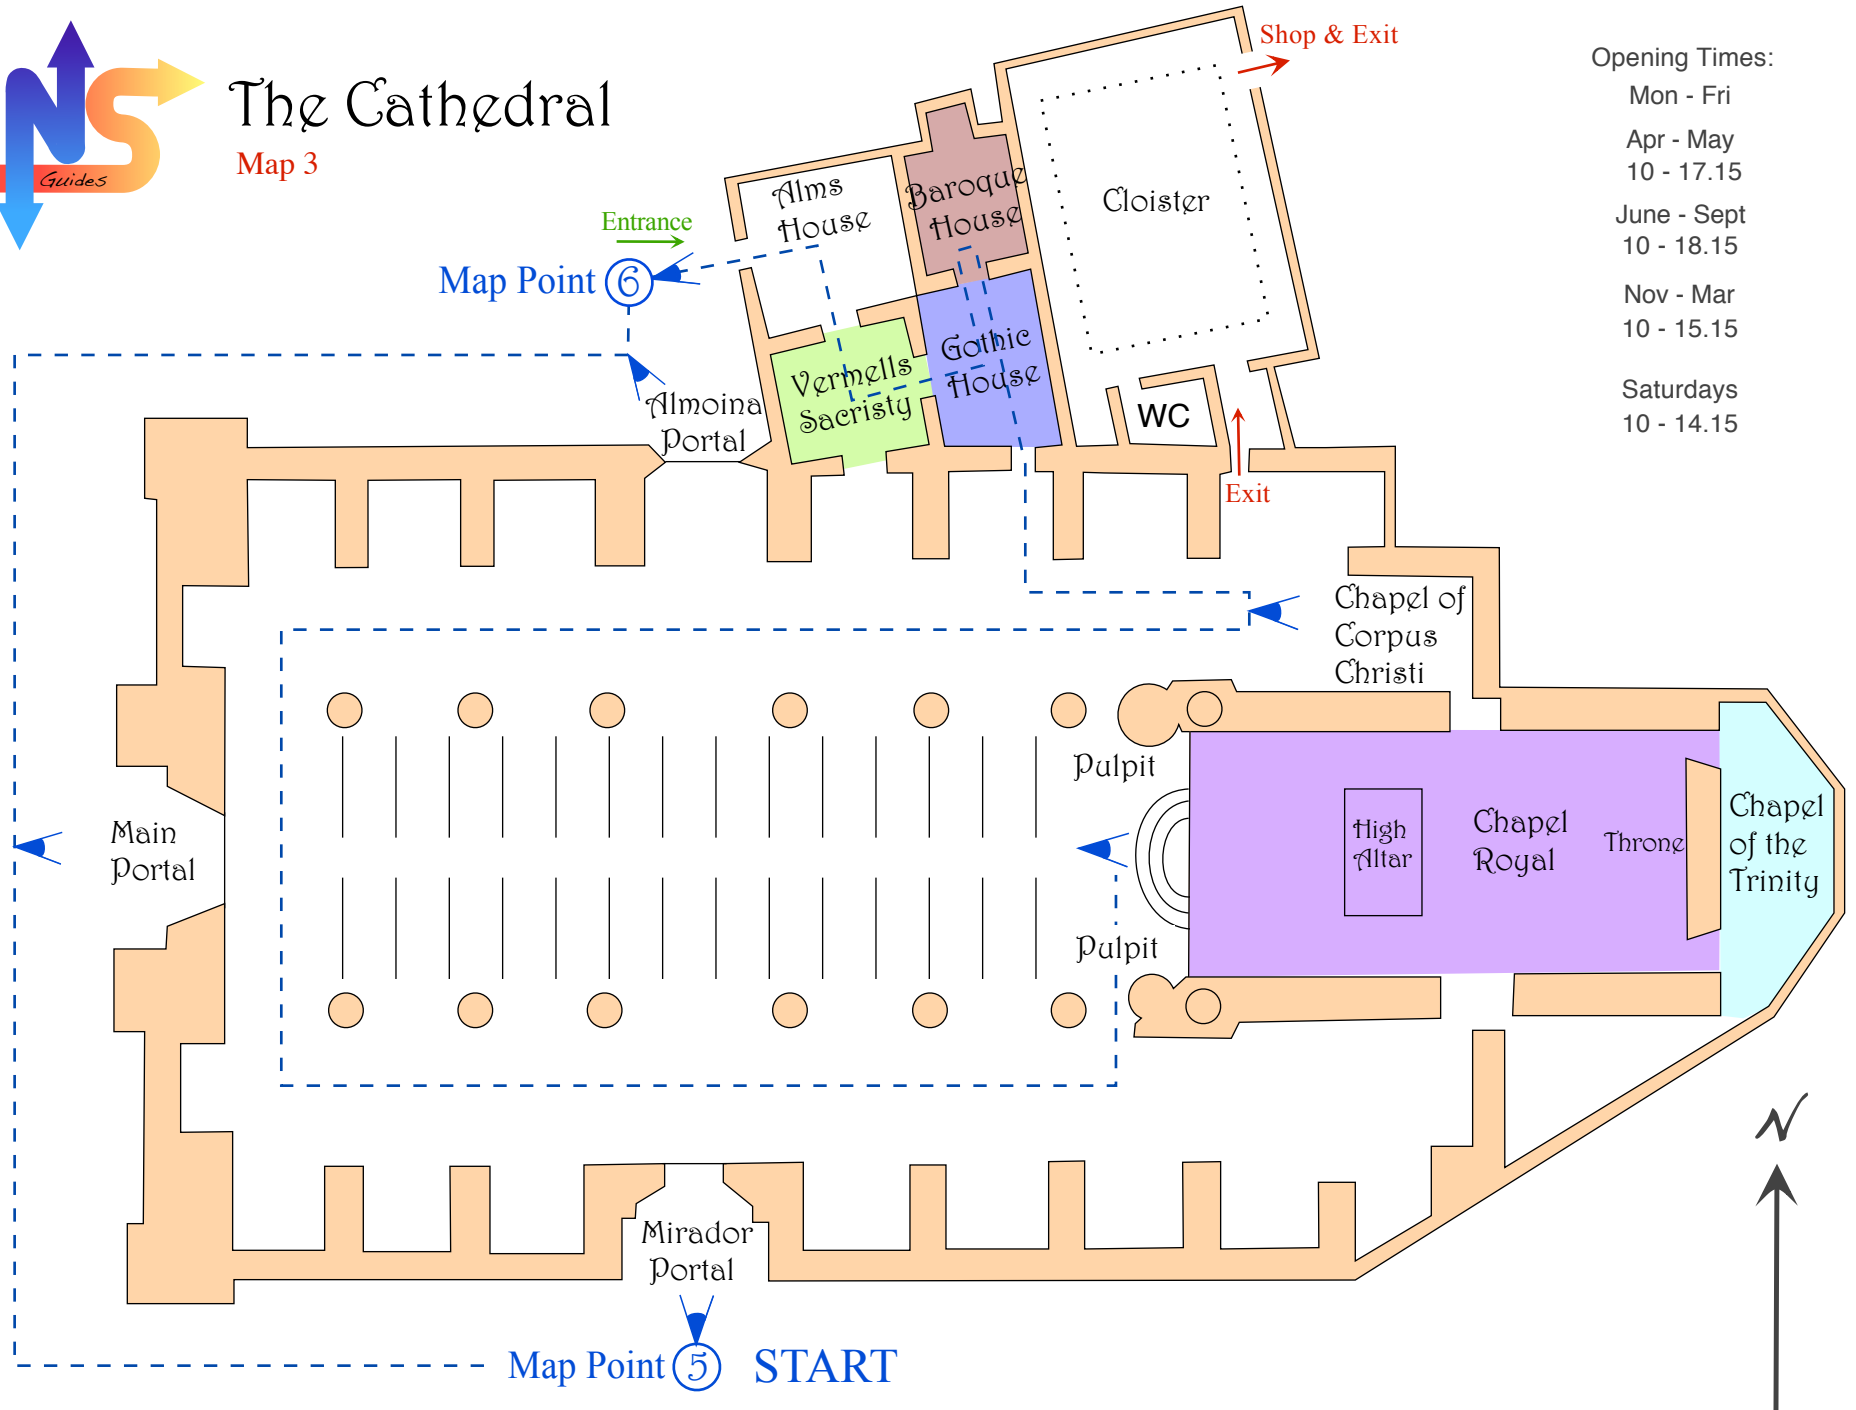 NS
Guides
The Cathedral
Map 3
Shop & Exit
Opening Times:
Mon - Fri
Apr - May
10 - 17.15
June - Sept
10 - 18.15
Nov - Mar
10 - 15.15
Saturdays
10 - 14.15
Entrance
Map Point 6
Alms
House
Baroque
House
Cloister
Vermells
Sacristy
Gothic
House
WC
Exit
Almoina
Portal
Chapel of
Corpus
Christi
Pulpit
Main
Portal
High
Altar
Chapel
Royal
Throne
Chapel
of the
Trinity
Pulpit
N
Mirador
Portal
Map Point 5 START